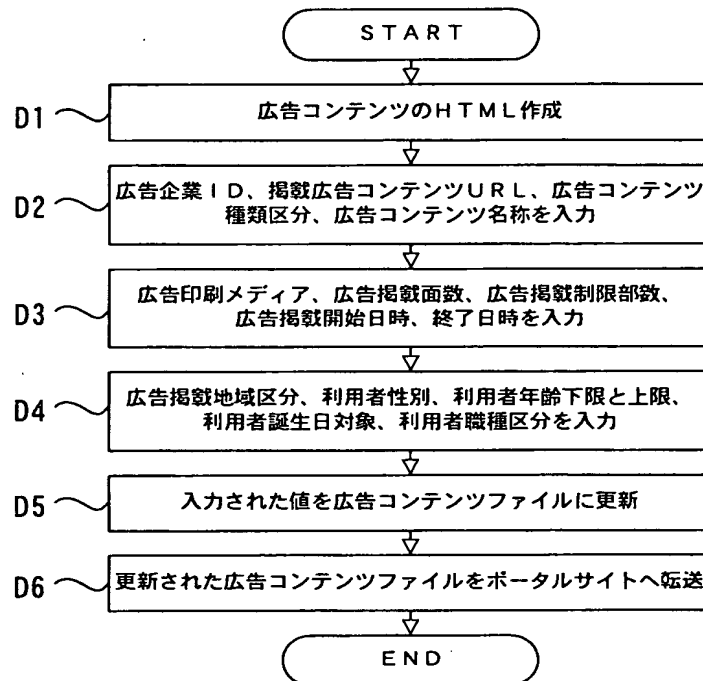 ＳＴＡＲＴ
D1
広告コンテンツのＨＴＭＬ作成
D2
広告企業ＩＤ、掲載広告コンテンツＵＲＬ、広告コンテンツ
種類区分、広告コンテンツ名称を入力
D3
広告印刷メディア、広告掲載面数、広告掲載制限部数、
広告掲載開始日時、終了日時を入力
D4
広告掲載地域区分、利用者性別、利用者年齢下限と上限、
利用者誕生日対象、利用者職種区分を入力
D5
入力された値を広告コンテンツファイルに更新
D6
更新された広告コンテンツファイルをポータルサイトへ転送
ＥＮＤ